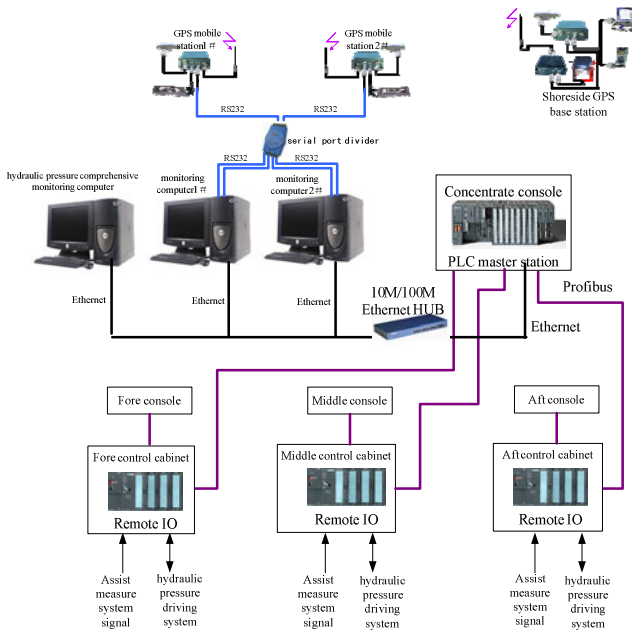 GPS mobile
station1#
GPS mobile
station 2#
Shoreside GPS
base station
RS232
RS232
serial port divider
RS232
RS232
hydraulic pressure comprehensive
monitoring computer
monitoring
computer1#
monitoring
computer2#
Concentrate console
PLC master station
Ethernet
Ethernet
Ethernet
10M/100M
Ethernet HUB
Profibus
Ethernet
Fore console
Middle console
Aft console
Fore control cabinet
Remote IO
Middle control cabinet
Remote IO
Aft control cabinet
Remote IO
Assist
measure
system
signal
hydraulic
pressure
driving
system
Assist
measure
system
signal
hydraulic
pressure
driving
system
Assist
measure
system
signal
hydraulic
pressure
driving
system